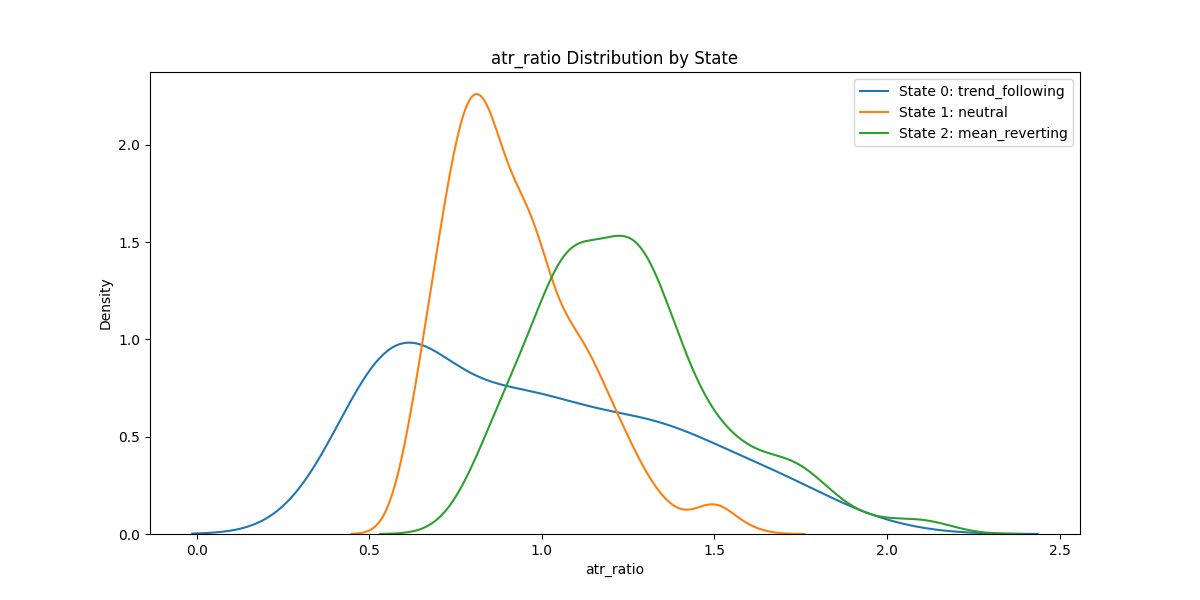 atr_ratio Distribution by State
State 0: trend_following
State 1: neutral
State 2: mean_reverting
Density
2.0
1.5
1.0
0.5
0.0
0.0 0.5 1.0 1.5 2.0 2.5
atr_ratio